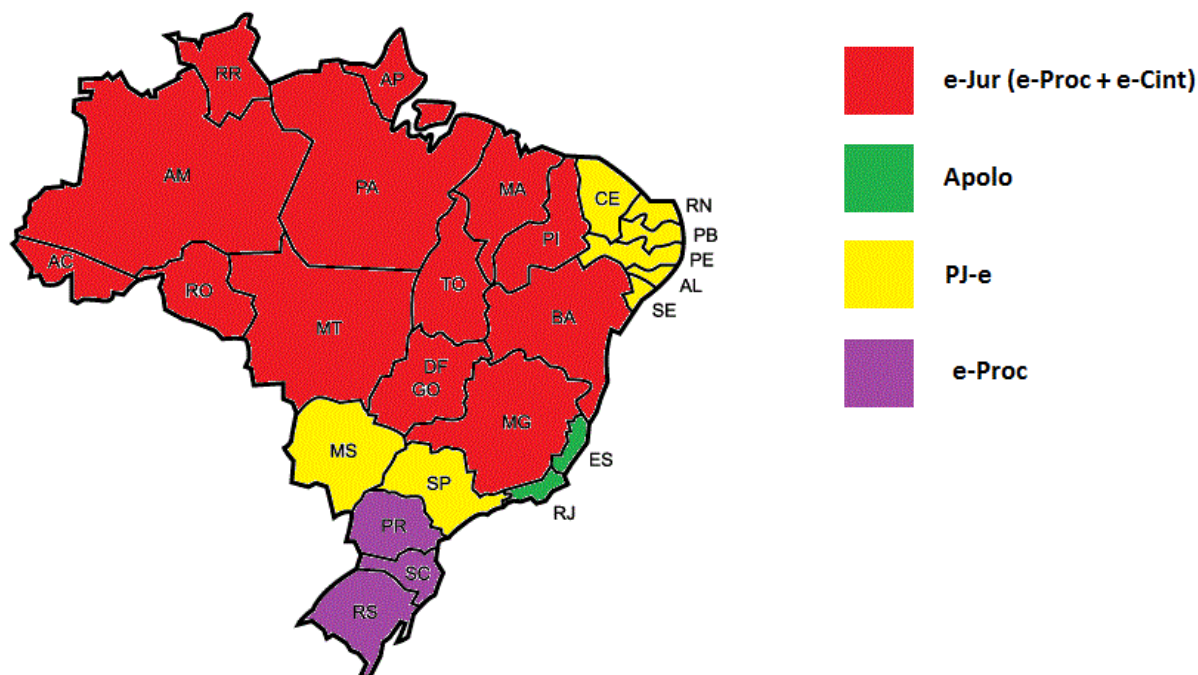 RR
AP
AM
PA
MA
CE
RN
PB
PE
AL
SE
PI
AC
RO
TO
MT
BA
DF
GO
MG
ES
RJ
MS
SP
PR
SC
RS
e-Jur (e-Proc + e-Cint)
Apolo
PJ-e
e-Proc